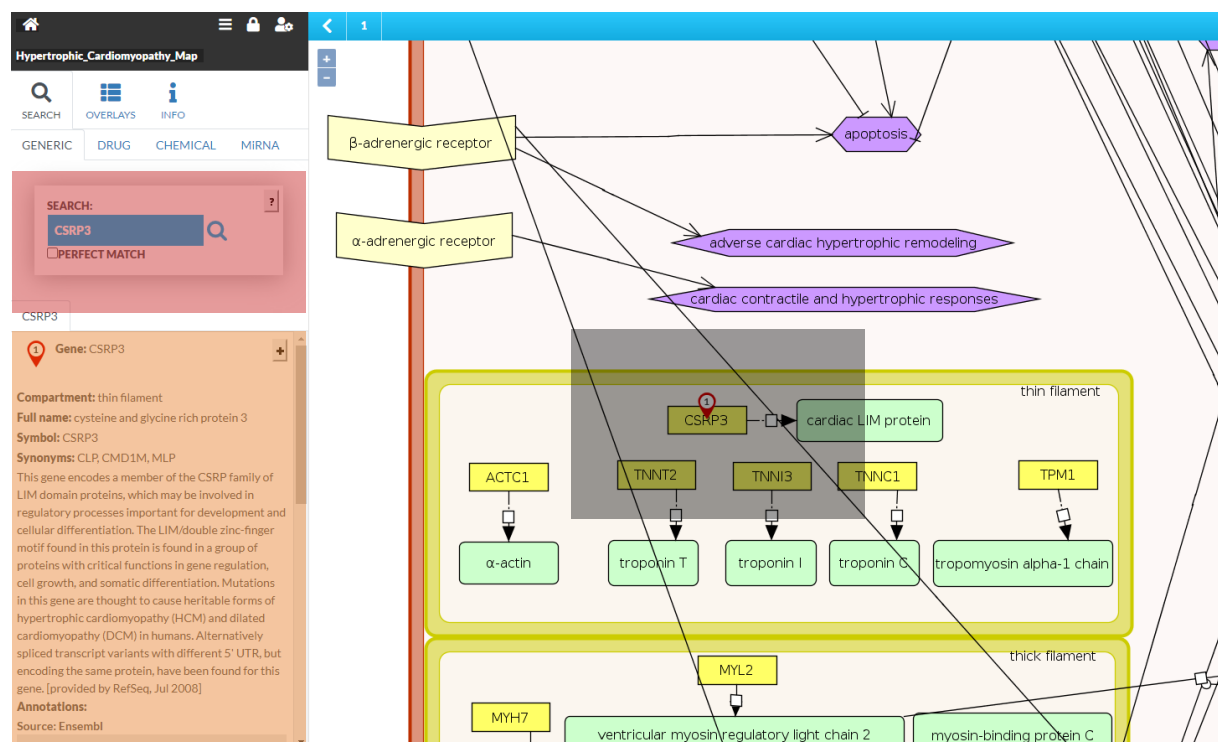 Hypertrophic_Cardiomyopathy_Map
SEARCH
OVERLAYS
INFO
GENERIC
DRUG
CHEMICAL
MiRNA
SEARCH:
?
CSRP3
PERFECT MATCH
CSRP3
1
Gene: CSRP3
+
Compartment: thin filament
Full name: cysteine and glycine rich protein 3
Symbol: CSRP3
Synonyms: CLP, CMD1M, MLP
This gene encodes a member of the CSRP family of
LIM domain proteins, which may be involved in
regulatory processes important for development and
cellular differentiation. The LIM/double zinc-finger
motif found in this protein is found in a group of
proteins with critical functions in gene regulation,
cell growth, and somatic differentiation. Mutations
in this gene are thought to cause heritable forms of
hypertrophic cardiomyopathy (HCM) and dilated
cardiomyopathy (DCM) in humans. Alternatively
spliced transcript variants with different 5' UTR, but
encoding the same protein, have been found for this
gene. [provided by RefSeq, Jul 2008]
Annotations:
Source: Ensembl
1
+
−
β-adrenergic receptor
apoptosis
α-adrenergic receptor
adverse cardiac hypertrophic remodeling
cardiac contractile and hypertrophic responses
thin filament
1
CSRP3
cardiac LIM protein
ACTC1
TNNT2
TNNI3
TNNC1
TPM1
α-actin
troponin T
troponin I
troponin C
tropomyosin alpha-1 chain
thick filament
MYL2
MYH7
ventricular myosin regulatory light chain 2
myosin-binding protein C